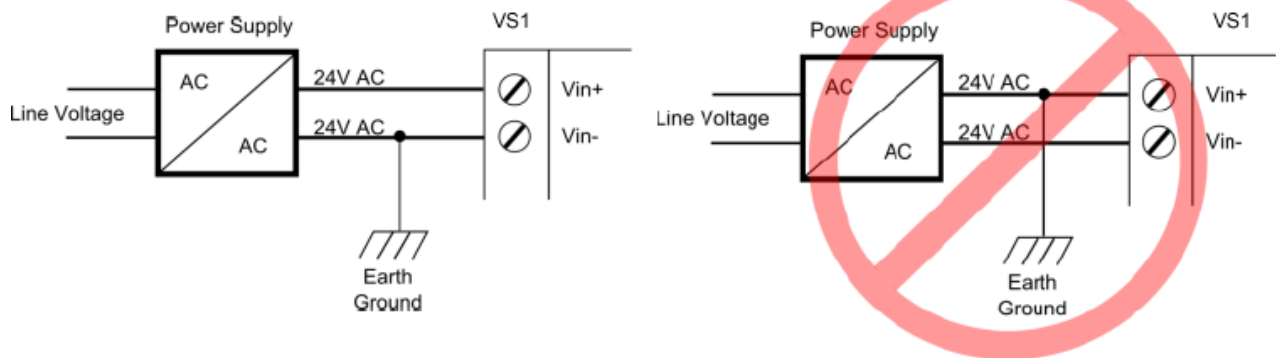 Power Supply
VS1
AC
AC
Line Voltage
24V AC
24V AC
Vin+
Vin-
Earth
Ground
Power Supply
VS1
AC
AC
Line Voltage
24V AC
24V AC
Vin+
Vin-
Earth
Ground